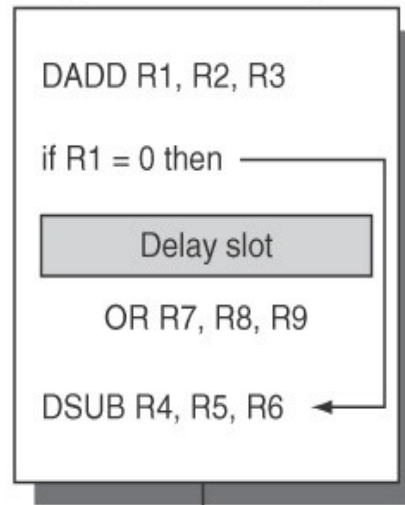 DADD R1, R2, R3
if R1 = 0 then
Delay slot
OR R7, R8, R9
DSUB R4, R5, R6